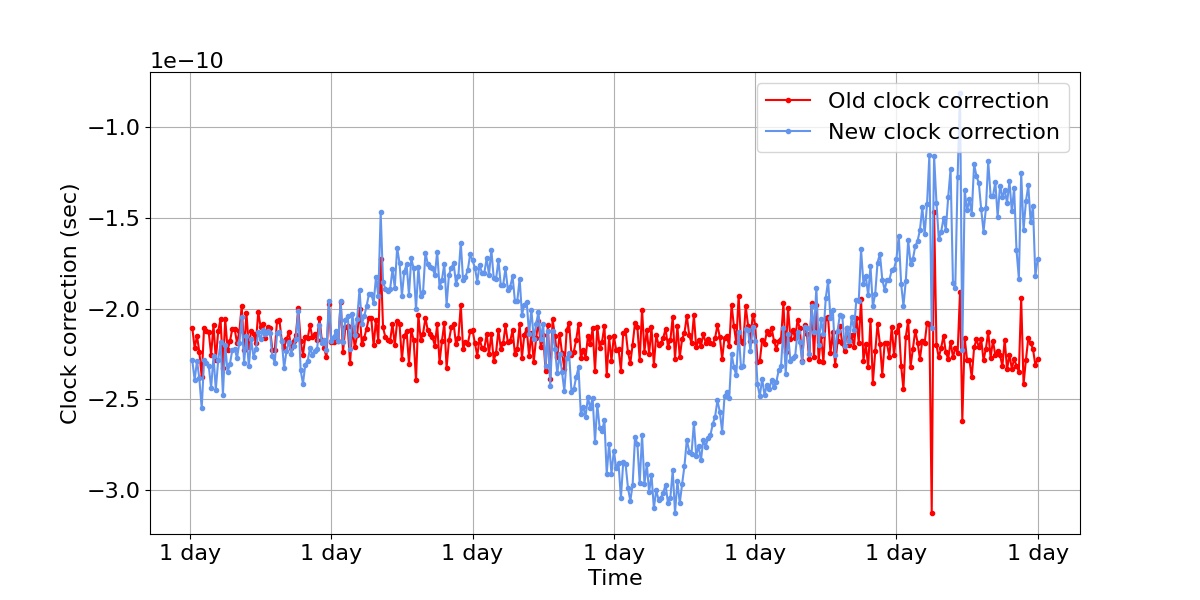 1e−10
Old clock correction
New clock correction
−1.0
−1.5
−2.0
−2.5
−3.0
Clock correction (sec)
1 day 1 day 1 day 1 day 1 day 1 day 1 day
Time